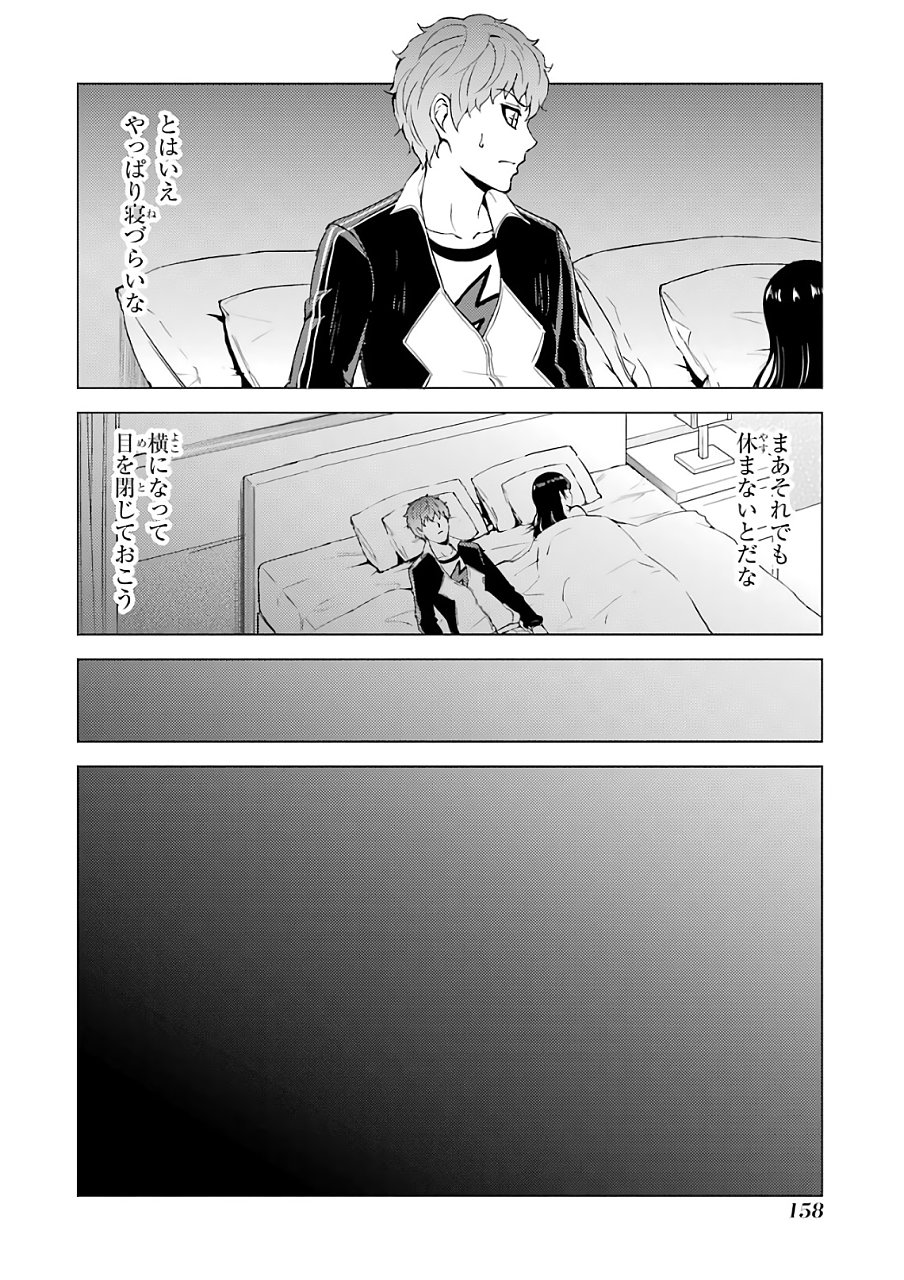 とはいえ
やっぱり寝づらいな
まあそれでも
休まないとだな
横になって
目を閉じておこう
158